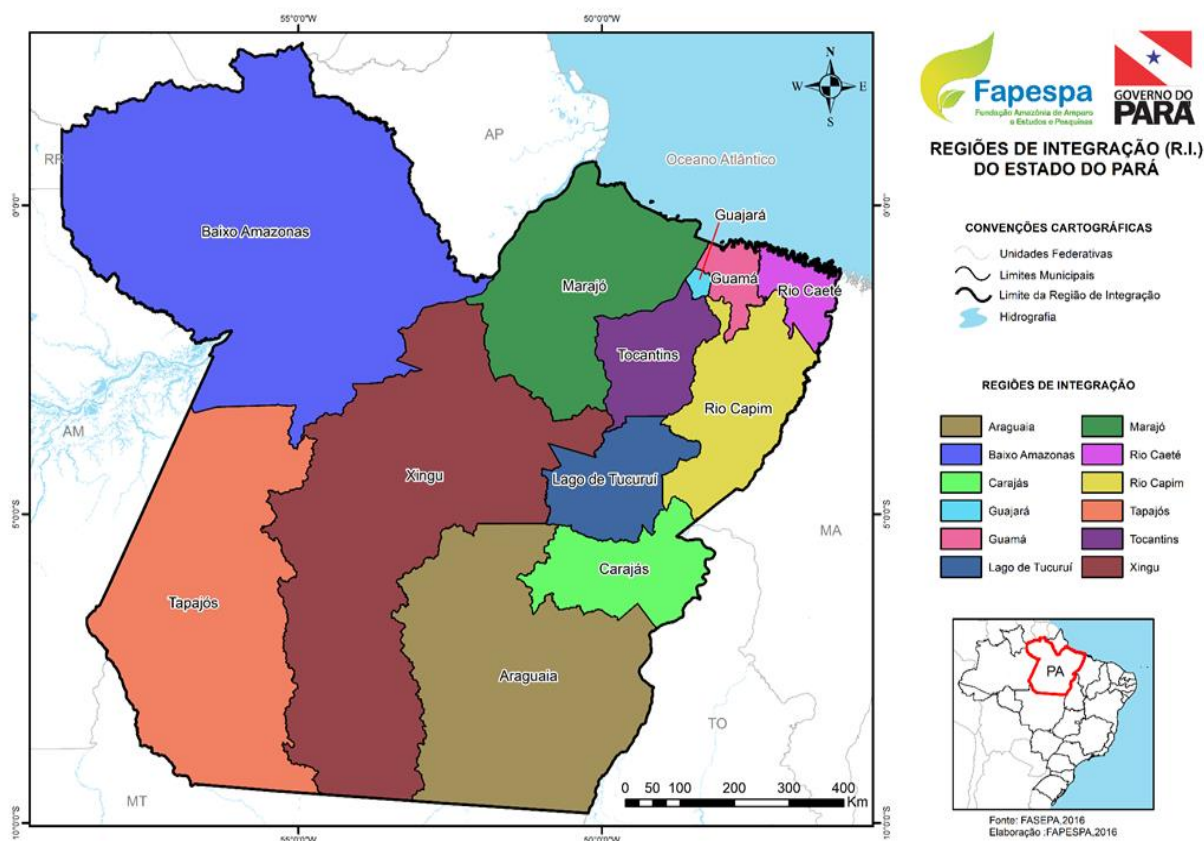 55°0'0"W
50°0'0"W
N
W
E
S
AP
RR
Oceano Atlântico
0°0'0"
0°0'0"
Guajará
Baixo Amazonas
Marajó
Guamá
Rio Caeté
Tocantins
Rio Capim
AM
Xingu
Lago de Tucuruí
5°0'0"S
5°0'0"S
MA
Carajás
Tapajós
Araguaia
TO
MT
0 50 100 200 300 400
Km
10°0'0"S
10°0'0"S
55°0'0"W
50°0'0"W
Fapespa
Fundação Amazônia de Amparo
a Estudos e Pesquisas
GOVERNO DO
PARÁ
REGIÕES DE INTEGRAÇÃO (R.I.)
DO ESTADO DO PARÁ
CONVENÇÕES CARTOGRÁFICAS
Unidades Federativas
Limites Municipais
Limite da Região de Integração
Hidrografia
REGIÕES DE INTEGRAÇÃO
Araguaia
Baixo Amazonas
Carajás
Guajará
Guamá
Lago de Tucuruí
Marajó
Rio Caeté
Rio Capim
Tapajós
Tocantins
Xingu
PA
Fonte: FASEPA,2016
Elaboração :FAPESPA,2016